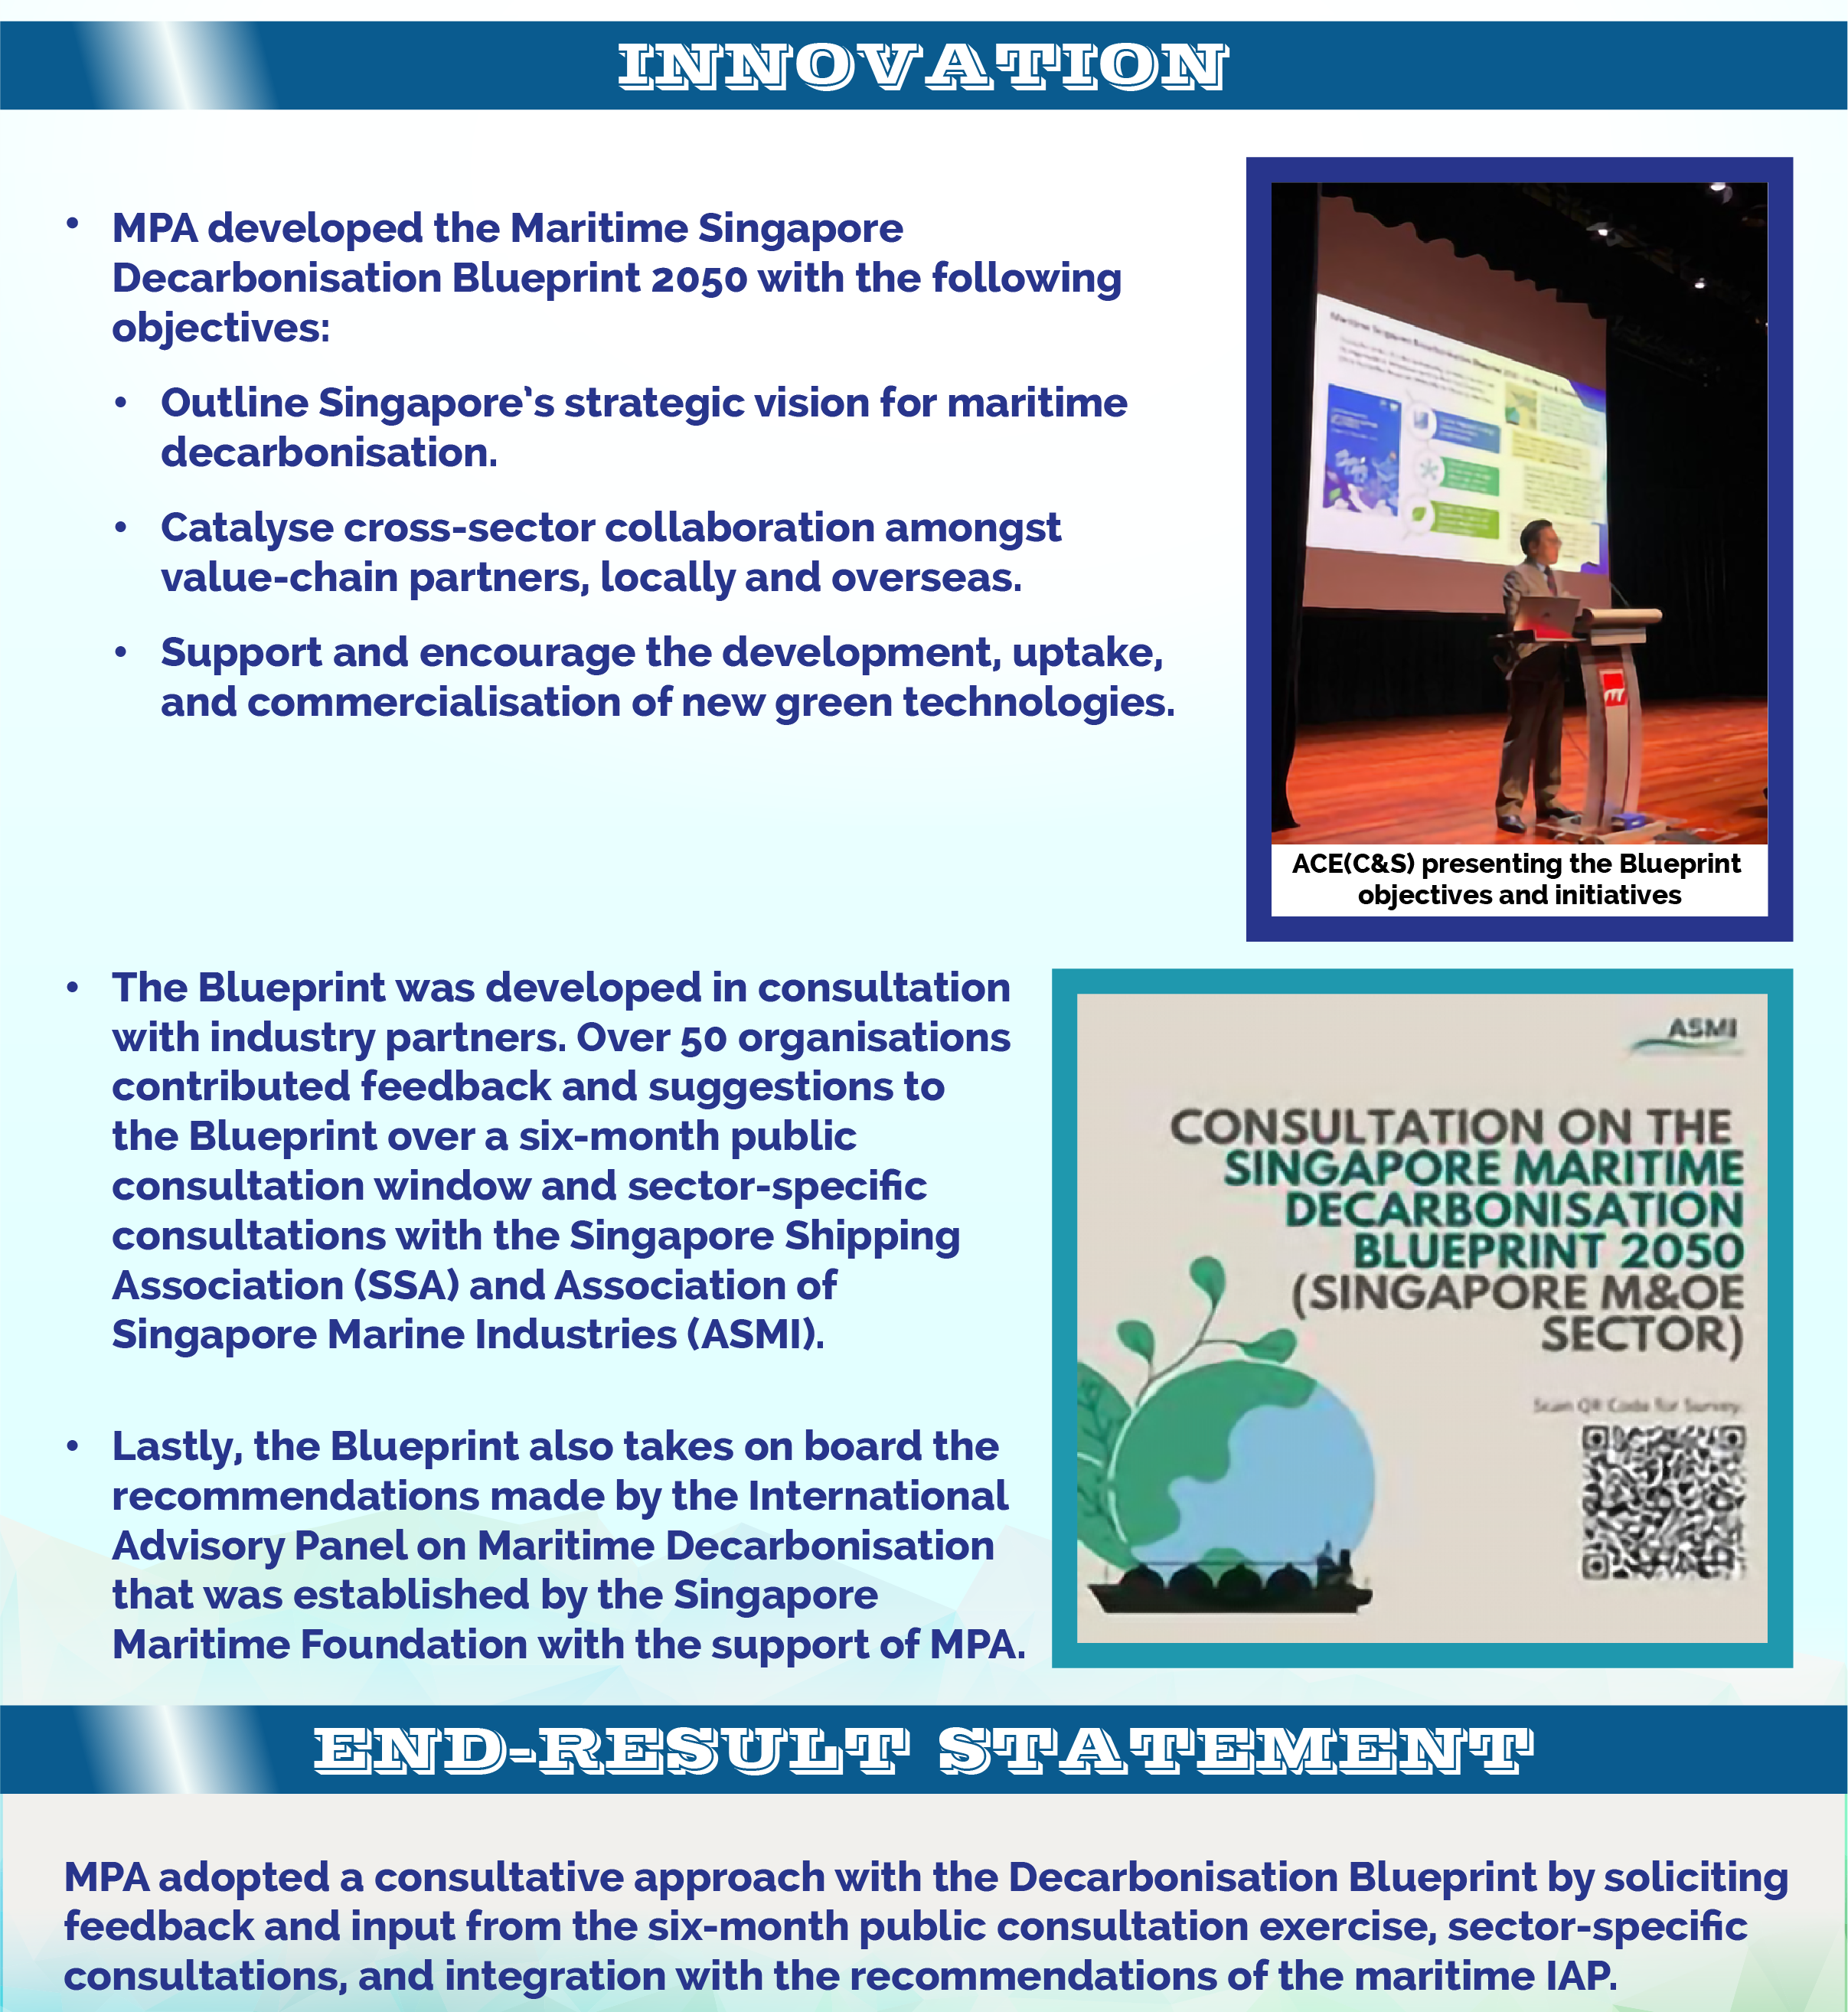 INNOVATION
• MPA developed the Maritime Singapore
Decarbonisation Blueprint 2050 with the following
objectives:
• Outline Singapore’s strategic vision for maritime
decarbonisation.
• Catalyse cross-sector collaboration amongst
value-chain partners, locally and overseas.
• Support and encourage the development, uptake,
and commercialisation of new green technologies.
ACE(C&S) presenting the Blueprint
objectives and initiatives
• The Blueprint was developed in consultation
with industry partners. Over 50 organisations
contributed feedback and suggestions to
the Blueprint over a six-month public
consultation window and sector-specific
consultations with the Singapore Shipping
Association (SSA) and Association of
Singapore Marine Industries (ASMI).
• Lastly, the Blueprint also takes on board the
recommendations made by the International
Advisory Panel on Maritime Decarbonisation
that was established by the Singapore
Maritime Foundation with the support of MPA.
ASMI
CONSULTATION ON THE
SINGAPORE MARITIME
DECARBONISATION
BLUEPRINT 2050
(SINGAPORE M&OE
SECTOR)
Scan QR Code for Survey
END-RESULT STATEMENT
MPA adopted a consultative approach with the Decarbonisation Blueprint by soliciting
feedback and input from the six-month public consultation exercise, sector-specific
consultations, and integration with the recommendations of the maritime IAP.